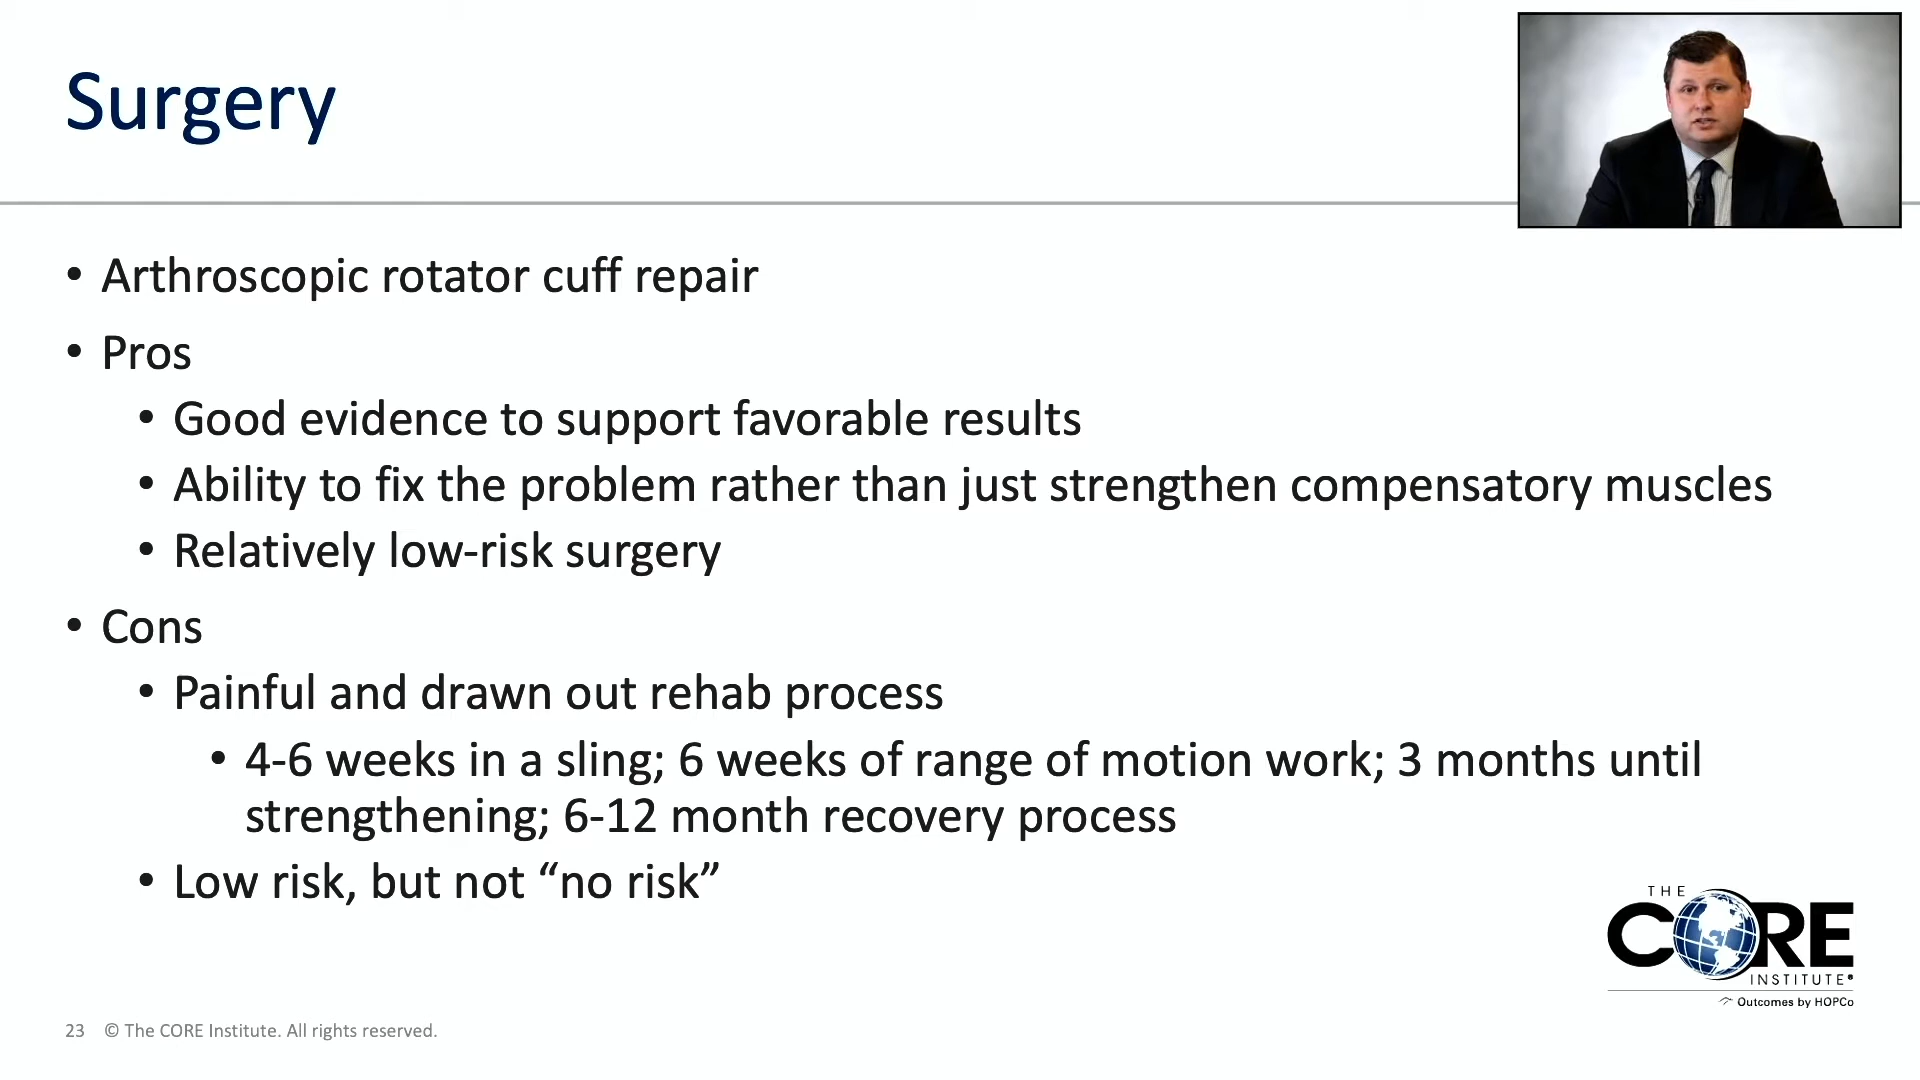 Surgery
• Arthroscopic rotator cuff repair
• Pros
• Good evidence to support favorable results
• Ability to fix the problem rather than just strengthen compensatory muscles
• Relatively low-risk surgery
• Cons
• Painful and drawn out rehab process
• 4-6 weeks in a sling; 6 weeks of range of motion work; 3 months until
strengthening; 6-12 month recovery process
• Low risk, but not “no risk”
THE
CORE
INSTITUTE®
Outcomes by HOPCo
23 © The CORE Institute. All rights reserved.